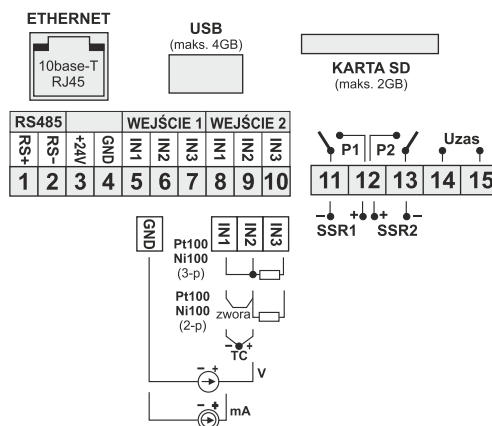 ETHERNET
10base-T
RJ45
USB
(maks. 4GB)
KARTA SD
(maks. 2GB)
RS485 WEJŚCIE 1 WEJŚCIE 2
RS+ RS- +24V GND IN1 IN2 IN3 IN1 IN2 IN3
1 2 3 4 5 6 7 8 9 10
P1 P2 Uzas
11 12 13 14 15
- + + -
SSR1 SSR2
GND IN1 IN2 IN3
Pt100
Ni100
(3-p)
Pt100
Ni100
(2-p)
zwora
- +
TC
- +
V
- +
mA